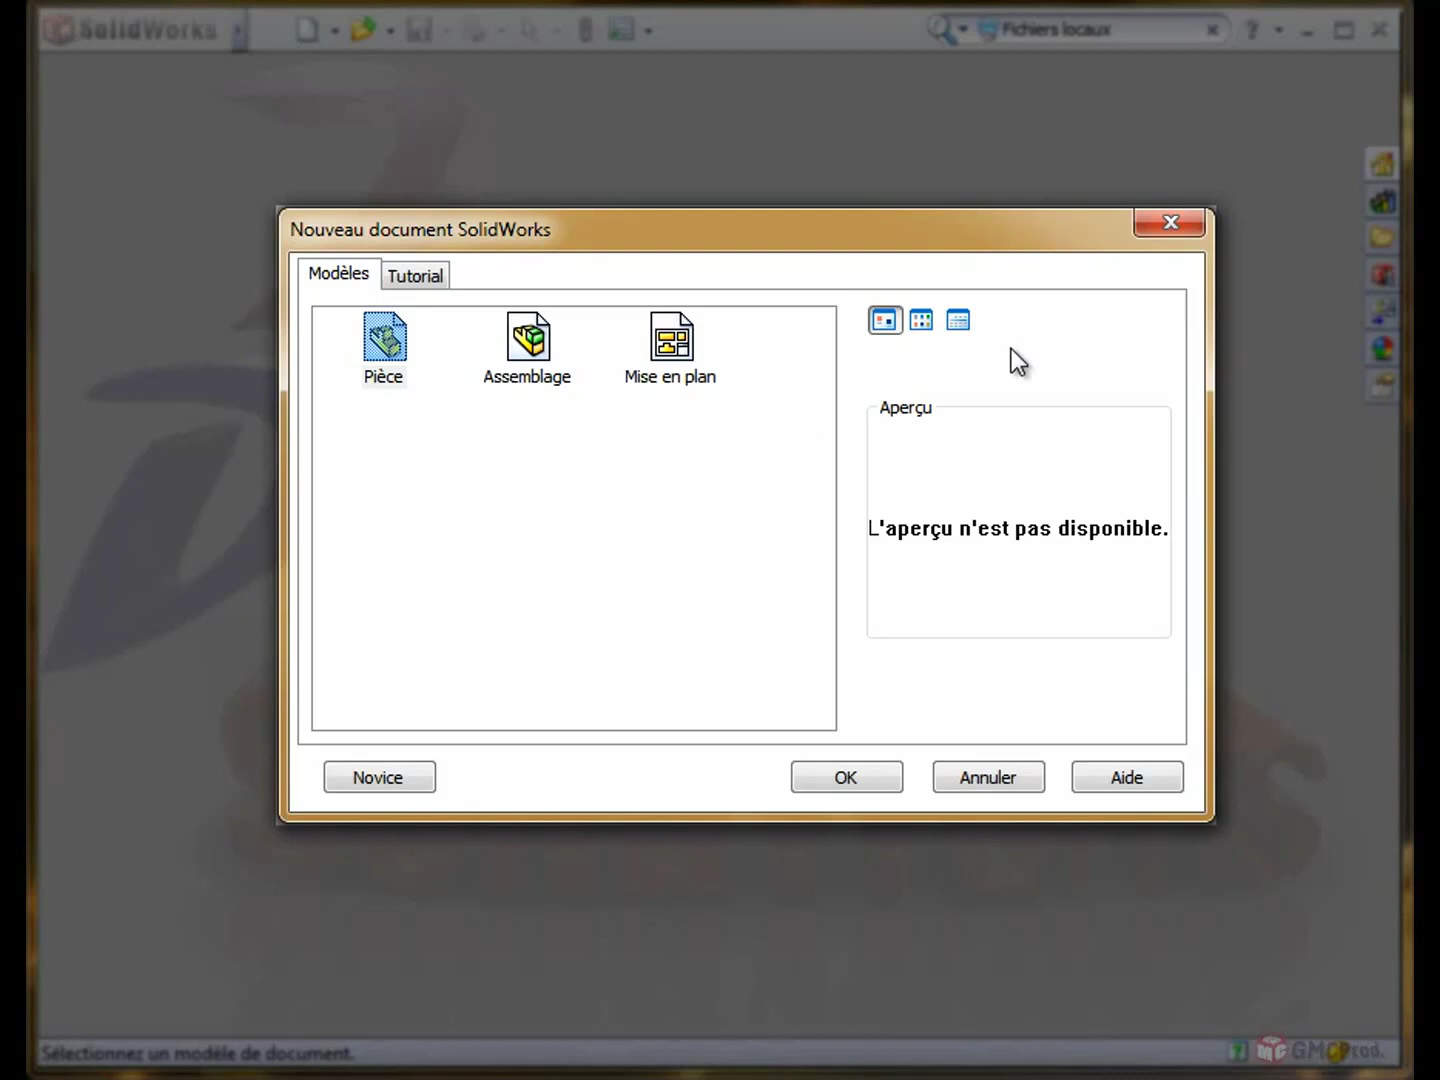 SolidWorks
Fichiers locaux
Nouveau document SolidWorks
Modèles
Tutorial
Pièce
Assemblage
Mise en plan
Aperçu
L'aperçu n'est pas disponible.
Novice
OK
Annuler
Aide
Sélectionnez un modèle de document.
GMCProd.